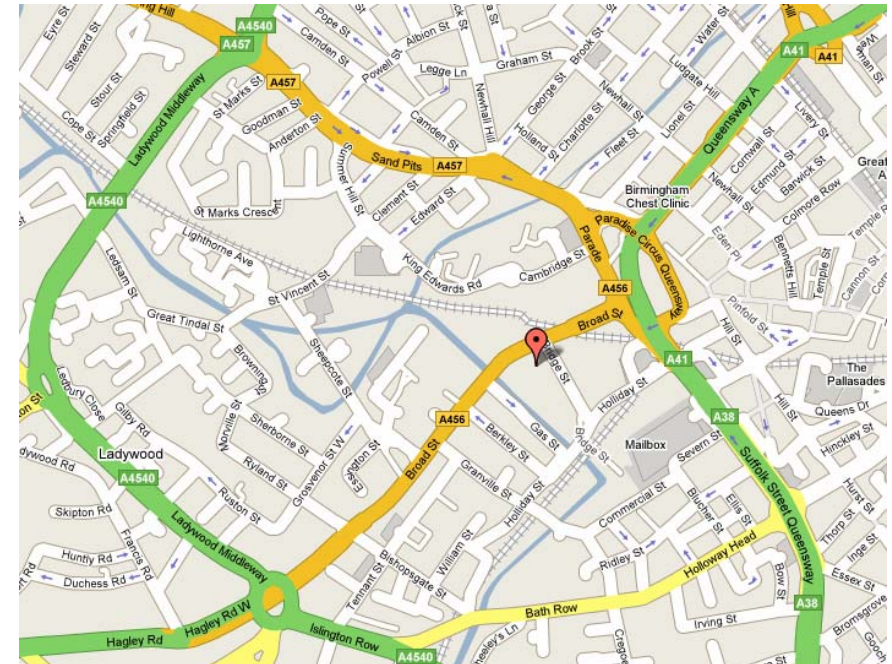 A4540
A457
A457
Sand Pits
A457
Ladywood Middleway
A4540
Eyre St
Steward St
Stout St
Springfield St
Cope St
St Marks St
Goodman St
Anderton St
St Marks Crescent
Summer Hill St
Clement St
Edward St
Pope St
Camden St
Powell St
Albion St
Legge Ln
Graham St
Camden St
Newhall Hill
George St
Holland St
Charlotte St
Brook St
Newhall St
Fleet St
Lionel St
Ludgate Hill
Water St
A41
A41
Queensway A
Livery St
Cornwall St
Edmund St
Barwick St
Colmore Row
Newhall St
Eden Pl
Bennetts Hill
Temple St
Cannon St
Pinfold St
Birmingham
Chest Clinic
Paradise Circus Queensway
Parade
A456
Broad St
Cambridge St
King Edwards Rd
Lighthorne Ave
St Vincent St
Ledsam St
Great Tindal St
Browning St
Sheepcote St
Morville St
Sherborne St
Ryland St
Ruston St
Grosvenor St W
Essington St
Ledbury Close
Gilby Rd
Ladywood
A4540
Ladywood Middleway
Skipton Rd
Huntly Rd
Duchess Rd
Francis Rd
Hagley Rd
Hagley Rd W
Islington Row
A4540
Broad St
A456
Bridge St
Bridge St
Gas St
Berkley St
Granville St
Holliday St
Holliday St
Hill St
Hill St
A41
A38
Suffolk Street Queensway
A38
Mailbox
Severn St
The
Pallasades
Queens Dr
Hinckley St
Commercial St
Blucher St
Ellis St
Ridley St
Holloway Head
Bath Row
Tennant St
Bishopsgate St
William St
Irving St
Bow St
Hurst St
Thorp St
Inge St
Essex St